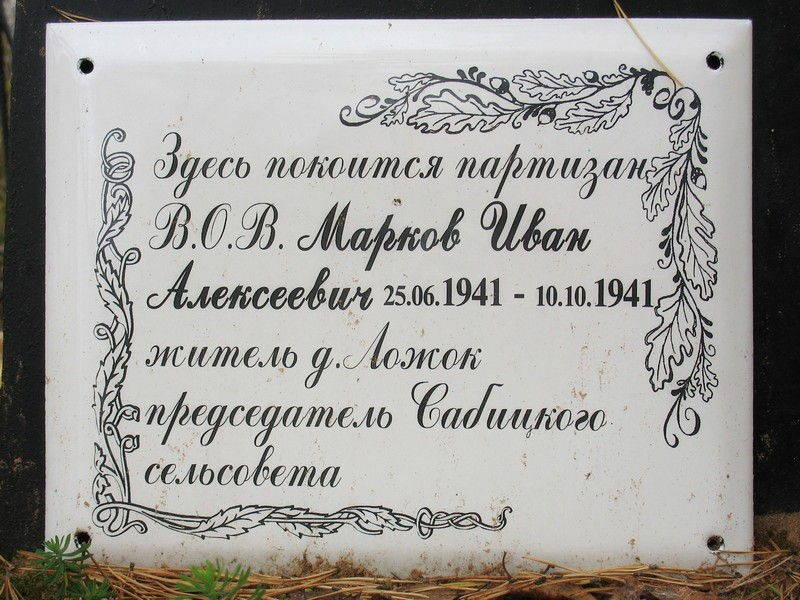 Здесь покоится партизан
В.О.В. Марков Иван
Алексеевич 25.06.1941 - 10.10.1941
житель д.Ложок
председатель Сабицкого
сельсовета